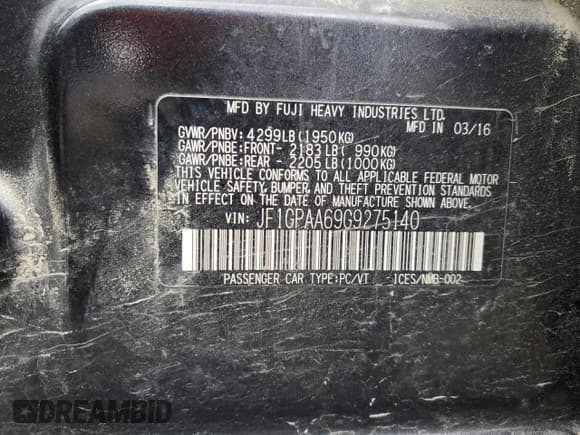 MFD BY FUJI HEAVY INDUSTRIES LTD.
MFD IN 03/16
GVWR/PNBV: 4299LB(1950KG)
GAWR/PNBE:FRONT- 2183LB( 990KG)
GAWR/PNBE:REAR - 2205LB(1000KG)
THIS VEHICLE CONFORMS TO ALL APPLICABLE FEDERAL MOTOR
VEHICLE SAFETY, BUMPER, AND THEFT PREVENTION STANDARDS
IN EFFECT ON THE DATE OF MANUFACTURE SHOWN ABOVE.
VIN: JF1GPAA69G9275140
PASSENGER CAR TYPE:PC/VT ICES/NMB-002
DREAMBID